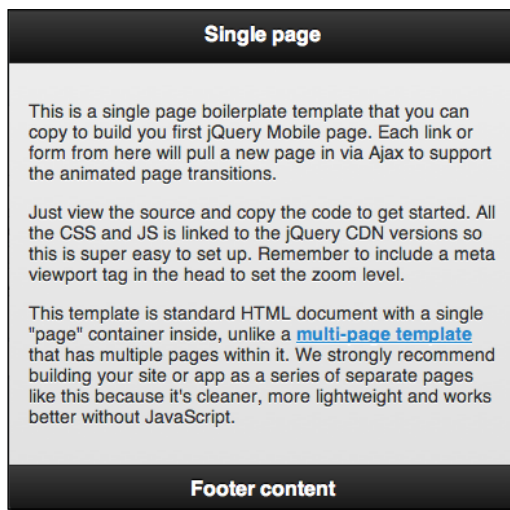 Single page
This is a single page boilerplate template that you can
copy to build you first jQuery Mobile page. Each link or
form from here will pull a new page in via Ajax to support
the animated page transitions.
Just view the source and copy the code to get started. All
the CSS and JS is linked to the jQuery CDN versions so
this is super easy to set up. Remember to include a meta
viewport tag in the head to set the zoom level.
This template is standard HTML document with a single
"page" container inside, unlike a multi-page template
that has multiple pages within it. We strongly recommend
building your site or app as a series of separate pages
like this because it's cleaner, more lightweight and works
better without JavaScript.
Footer content